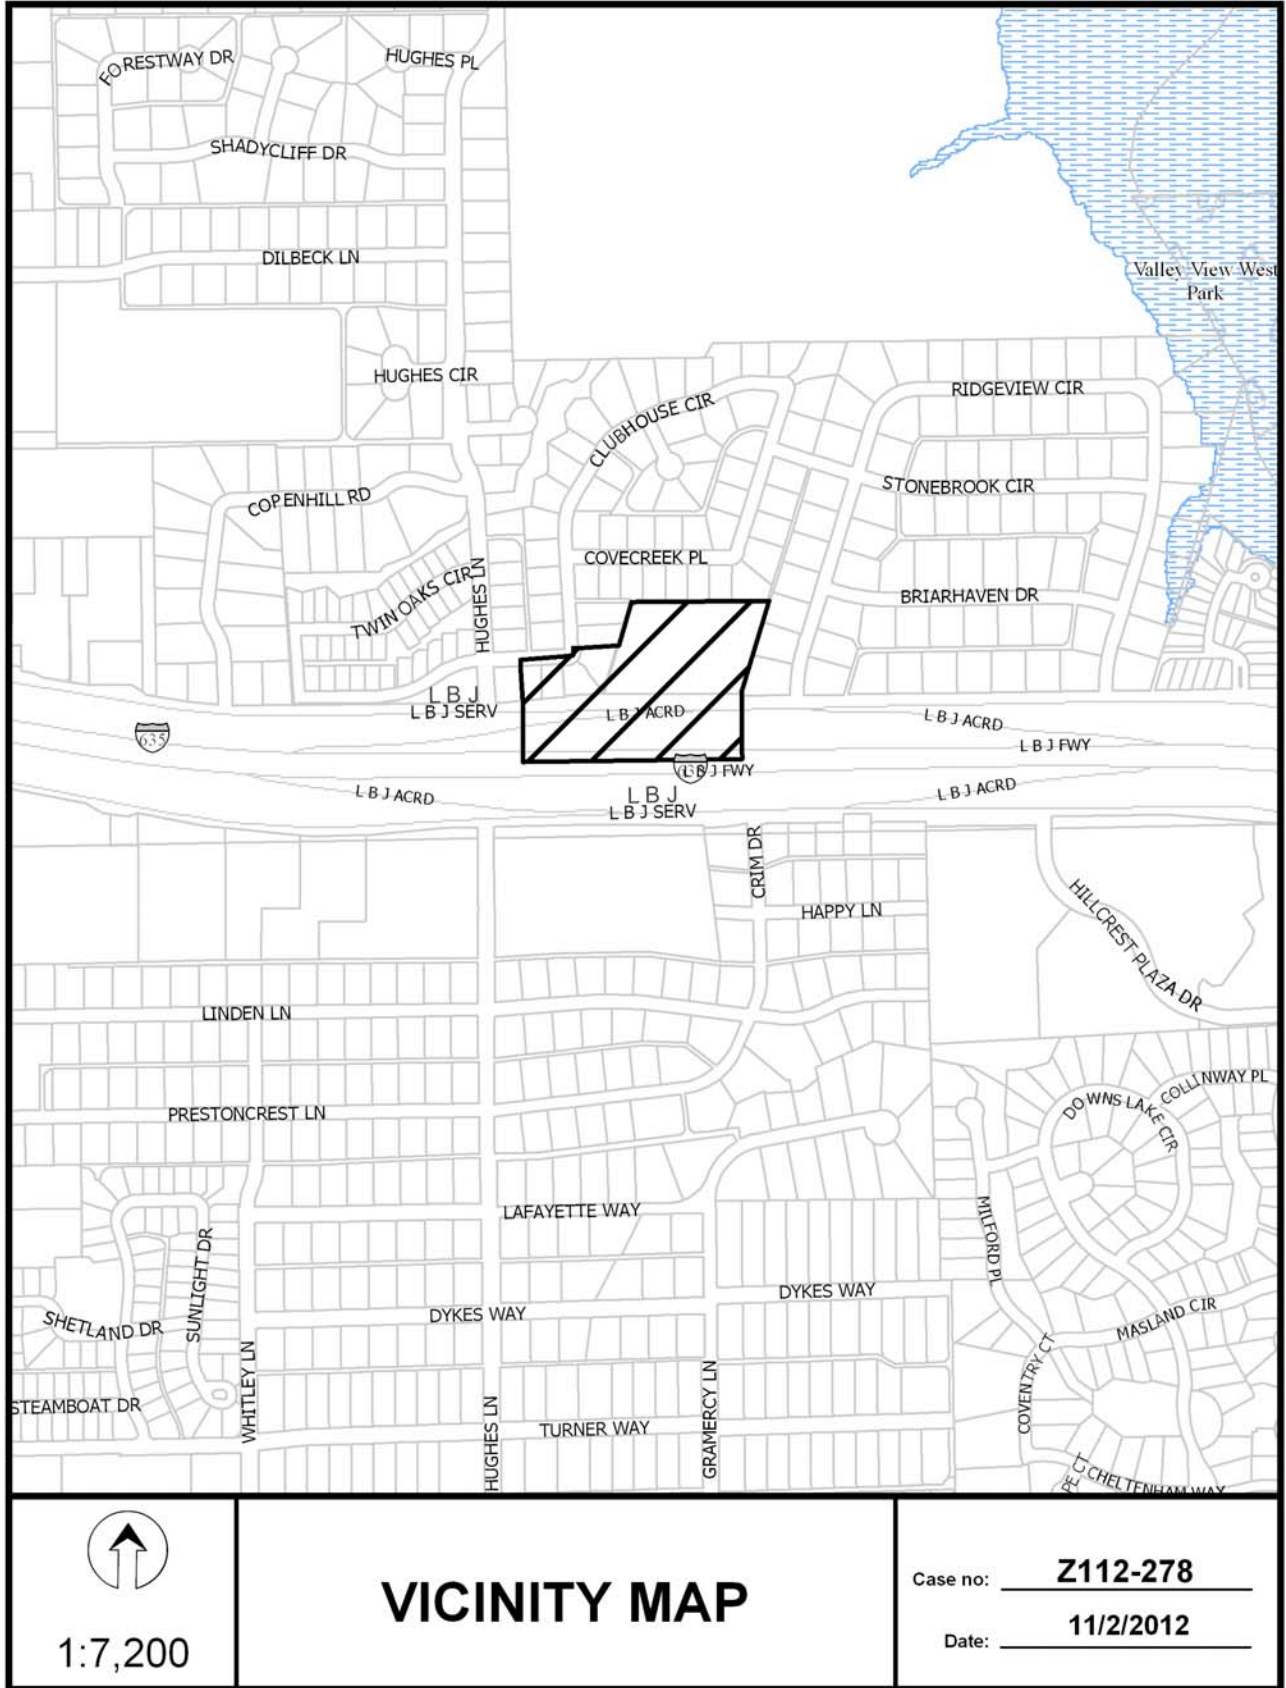 FORESTWAY DR
HUGHES PL
SHADYCLIFF DR
DILBECK LN
Valley View West
Park
HUGHES CIR
RIDGEVIEW CIR
CLUBHOUSE CIR
STONEBROOK CIR
COPENHILL RD
COVECREEK PL
TWIN OAKS CIR
HUGHES LN
BRIARHAVEN DR
L B J
L B J SERV
L B J ACRD
L B J ACRD
635
L B J FWY
L B J FWY
L B J ACRD
L B J
L B J SERV
L B J ACRD
CRIM DR
HAPPY LN
HILLCREST PLAZA DR
LINDEN LN
PRESTONCREST LN
DOWNS LAKE CIR
COLLINWAY PL
LAFAYETTE WAY
MILFORD PL
SUNLIGHT DR
DYKES WAY
DYKES WAY
SHETLAND DR
MASLAND CIR
WHITLEY LN
COVENTRY CT
STEAMBOAT DR
HUGHES LN
TURNER WAY
GRAMERCY LN
PE CT
CHELTENHAM WAY
1:7,200
VICINITY MAP
Case no: Z112-278
Date: 11/2/2012